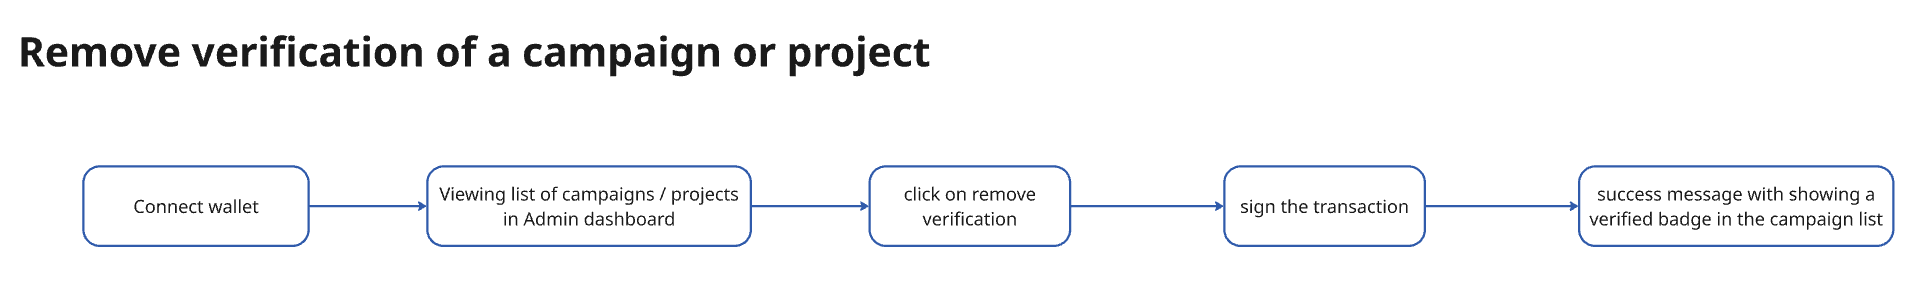 Remove verification of a campaign or project
Connect wallet
Viewing list of campaigns / projects
in Admin dashboard
click on remove
verification
sign the transaction
success message with showing a
verified badge in the campaign list